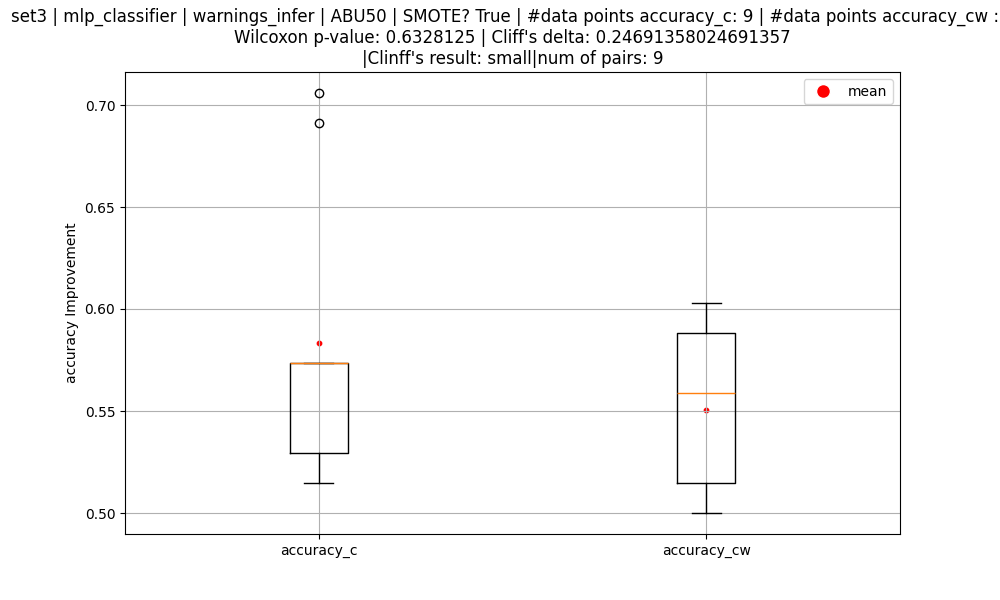 set3 | mlp_classifier | warnings_infer | ABU50 | SMOTE? True | #data points accuracy_c: 9 | #data points accuracy_cw :
Wilcoxon p-value: 0.6328125 | Cliff's delta: 0.24691358024691357
|Clinff's result: small|num of pairs: 9
mean
0.70
0.65
0.60
0.55
0.50
accuracy Improvement
accuracy_c
accuracy_cw